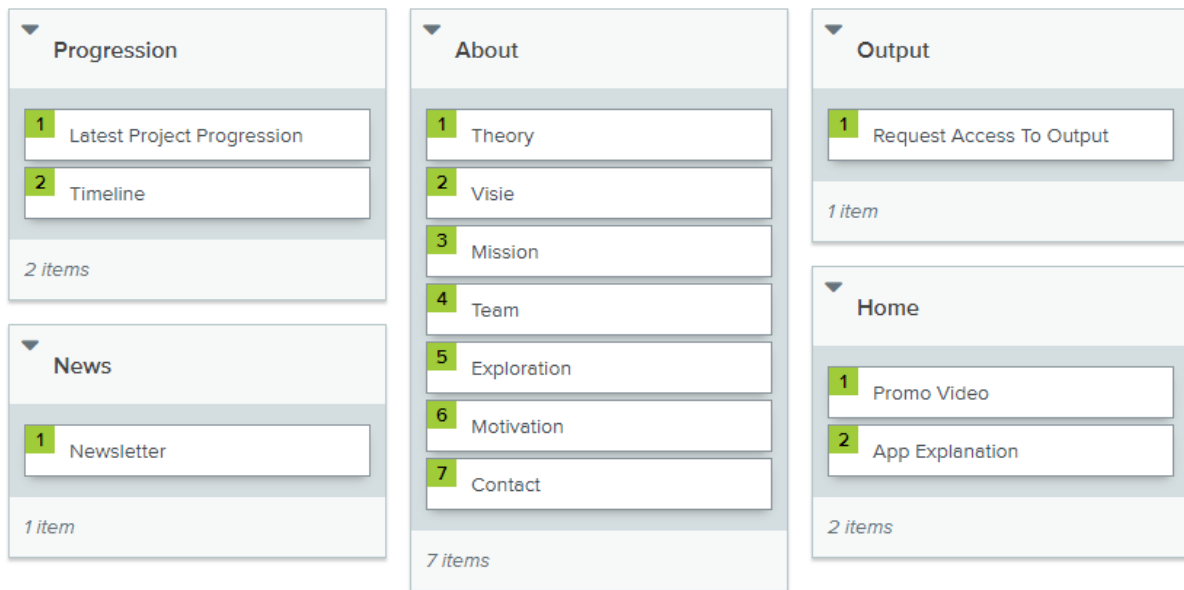 Progression
1 Latest Project Progression
2 Timeline
2 items
News
1 Newsletter
1 item
About
1 Theory
2 Visie
3 Mission
4 Team
5 Exploration
6 Motivation
7 Contact
7 items
Output
1 Request Access To Output
1 item
Home
1 Promo Video
2 App Explanation
2 items